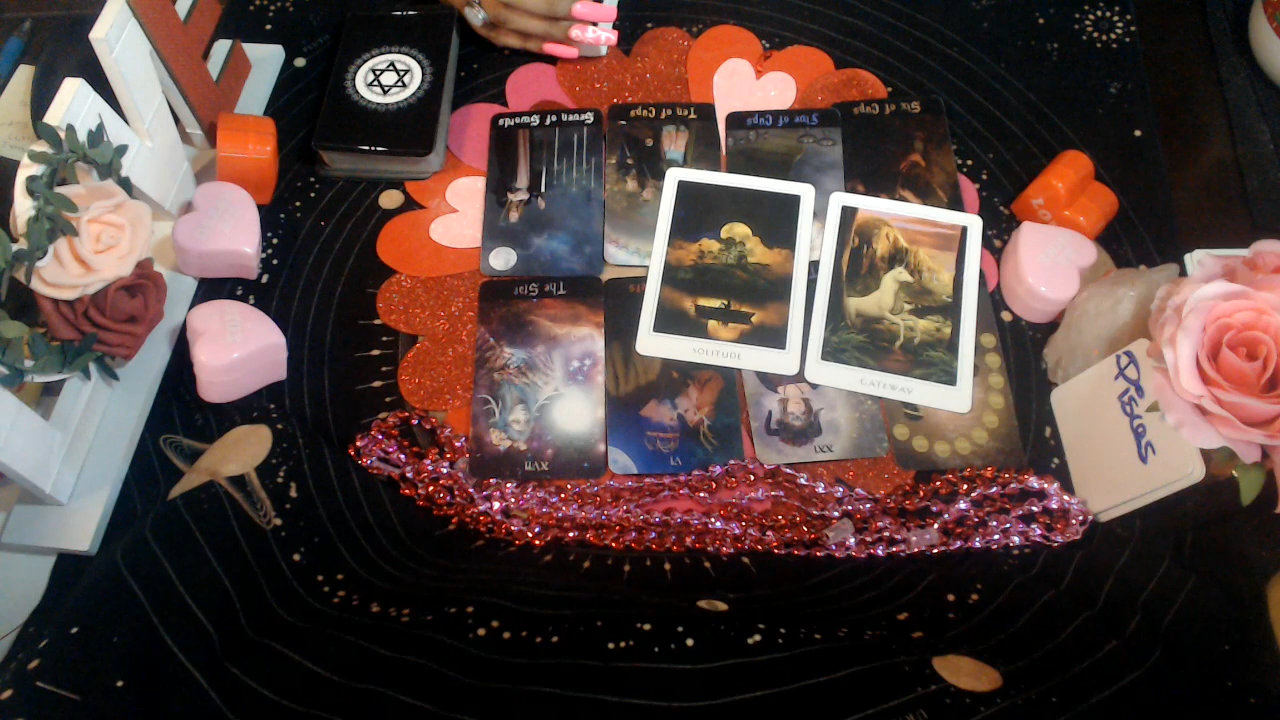 Seven of Swords
Ten of Cups
Five of Cups
Six of Cups
The Star
SOLITUDE
GATEWAY
XVII
VI
XXI
Pisces
LO